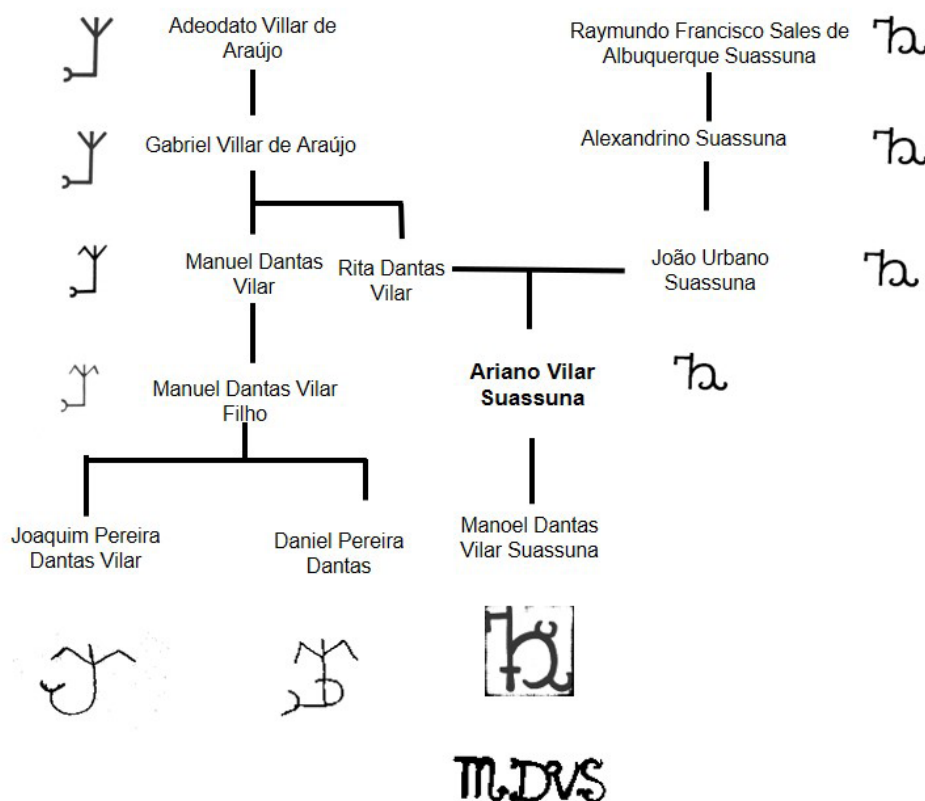 Adeodato Villar de
Araújo
Raymundo Francisco Sales de
Albuquerque Suassuna
Gabriel Villar de Araújo
Alexandrino Suassuna
Manuel Dantas
Vilar
Rita Dantas
Vilar
João Urbano
Suassuna
Manuel Dantas Vilar
Filho
Ariano Vilar
Suassuna
Joaquim Pereira
Dantas Vilar
Daniel Pereira
Dantas
Manoel Dantas
Vilar Suassuna
MDVS